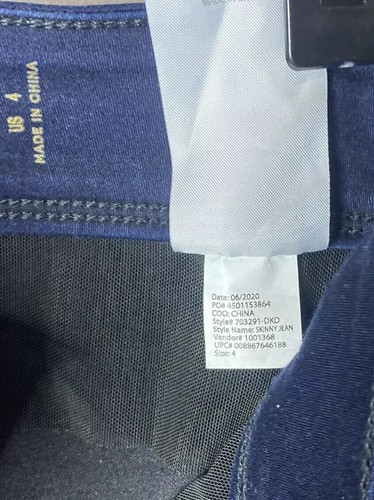 US 4
MADE IN CHINA
Date: 06/2020
PO# 4501153864
COO: CHINA
Style# 703291-DKD
Style Name: SKINNY JEAN
Vendor# 1001368
UPC# 008867646188
Size: 4